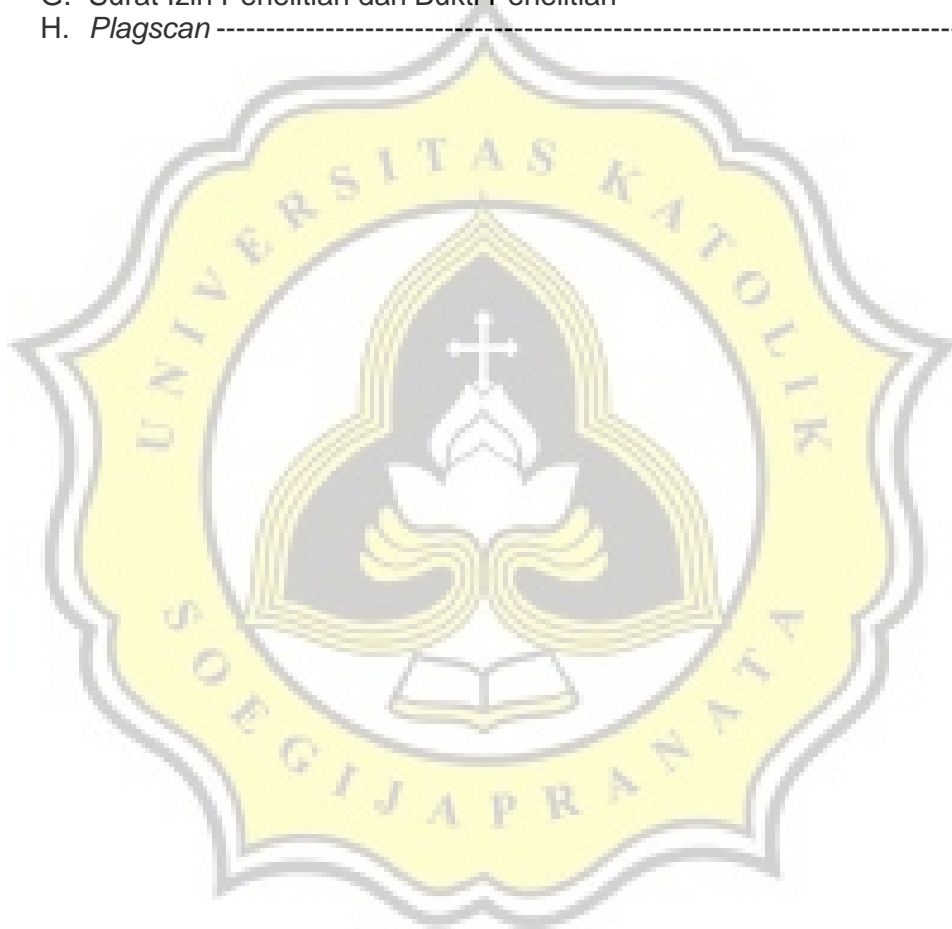 G. Surat Izin Penelitian dan Bukti Penelitian
H. Plagscan -----------------------------------------------------------------------------
UNIVERSITAS KATOLIK
SOEGIJAPRANATA